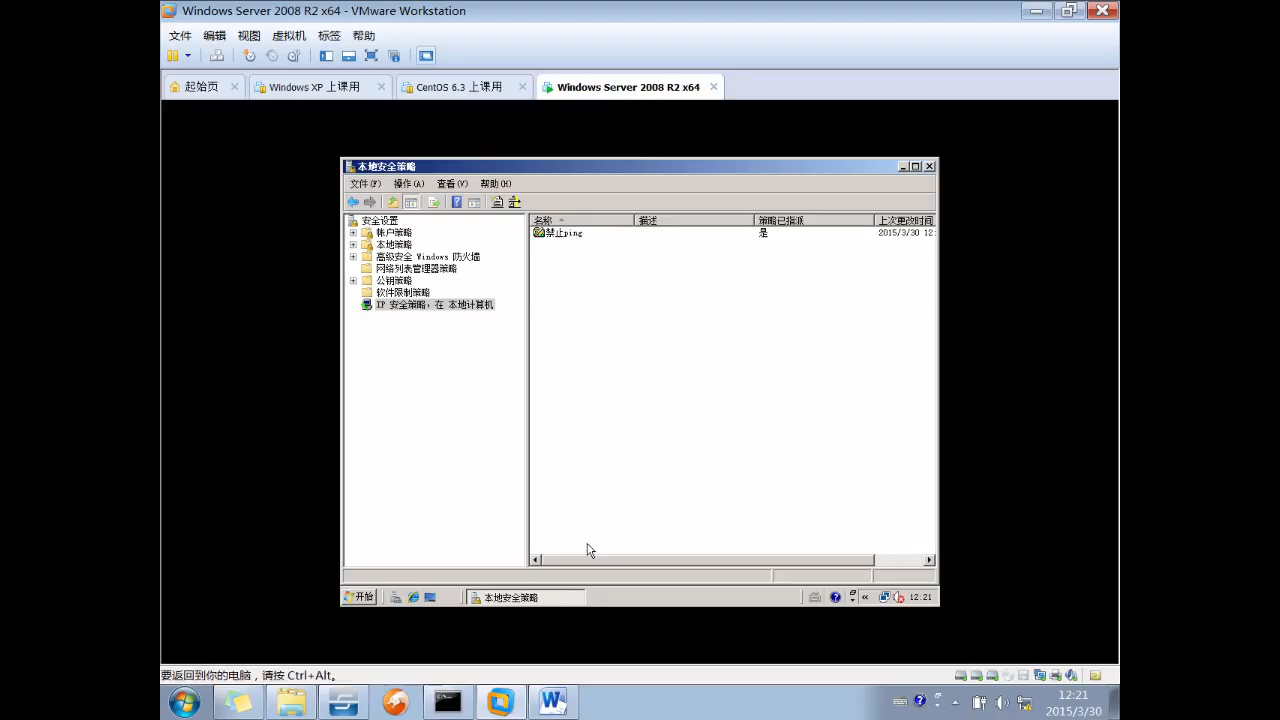 Windows Server 2008 R2 x64 - VMware Workstation
文件 编辑 视图 虚拟机 标签 帮助
起始页 Windows XP 上课用 CentOS 6.3 上课用 Windows Server 2008 R2 x64
本地安全策略
文件(F) 操作(A) 查看(V) 帮助(H)
安全设置
帐户策略
本地策略
高级安全 Windows 防火墙
网络列表管理器策略
公钥策略
软件限制策略
IP 安全策略，在 本地计算机
名称 描述 策略已指派 上次更改时间
禁止ping 是 2015/3/30 12:
开始 本地安全策略 12:21
要返回到你的电脑，请按 Ctrl+Alt。
12:21
2015/3/30